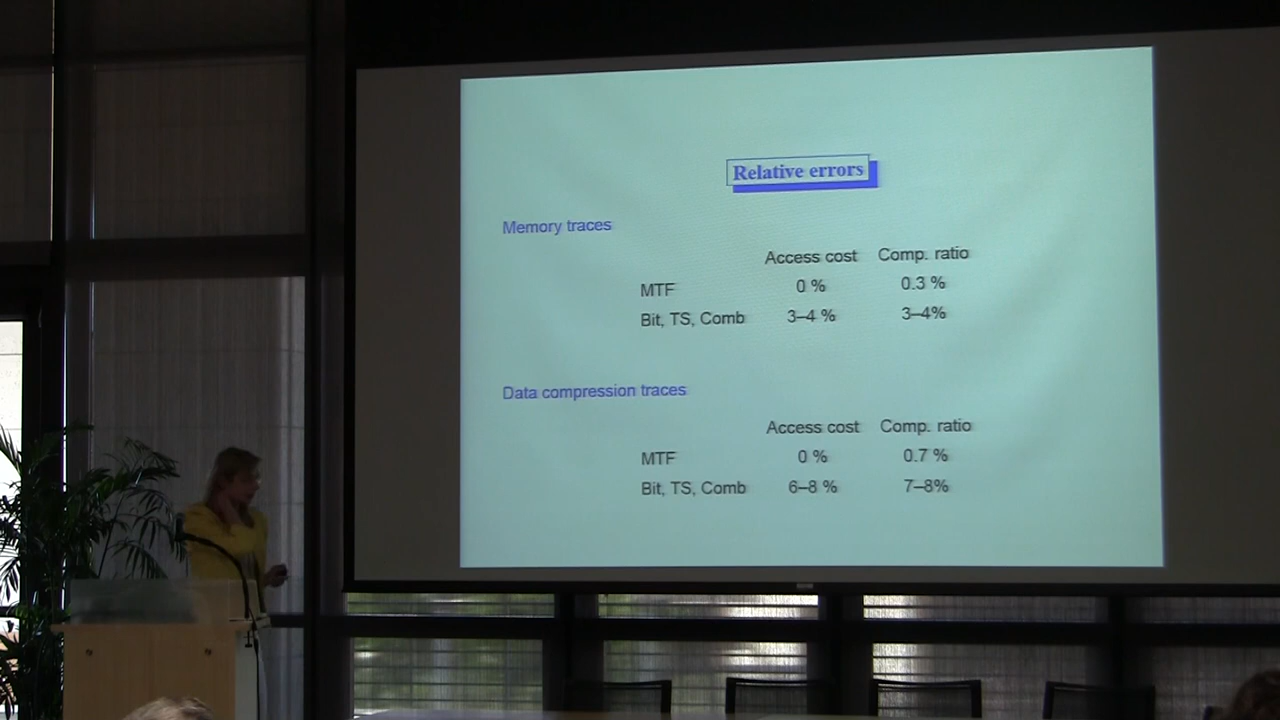 Relative errors
Memory traces
Access cost Comp. ratio
MTF 0 % 0.3 %
Bit, TS, Comb 3–4 % 3–4%
Data compression traces
Access cost Comp. ratio
MTF 0 % 0.7 %
Bit, TS, Comb 6–8 % 7–8%